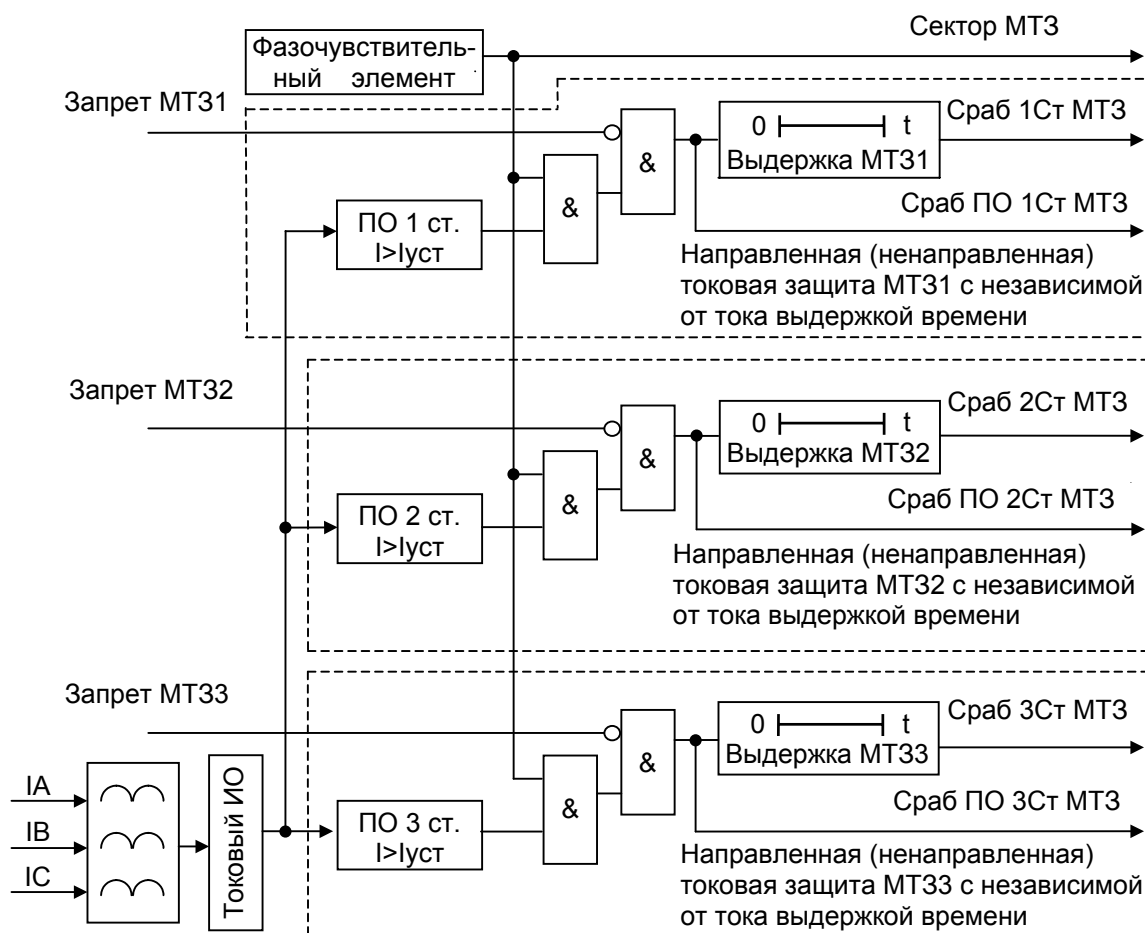 Сектор МТЗ
Фазочувствитель-
ный элемент
Запрет МТЗ1
&
&
0 t
Выдержка МТЗ1
Сраб 1Ст МТЗ
Сраб ПО 1Ст МТЗ
ПО 1 ст.
I>Iуст
Направленная (ненаправленная)
токовая защита МТЗ1 с независимой
от тока выдержкой времени
Запрет МТЗ2
&
&
0 t
Выдержка МТЗ2
Сраб 2Ст МТЗ
Сраб ПО 2Ст МТЗ
ПО 2 ст.
I>Iуст
Направленная (ненаправленная)
токовая защита МТЗ2 с независимой
от тока выдержкой времени
Запрет МТЗ3
&
&
0 t
Выдержка МТЗ3
Сраб 3Ст МТЗ
Сраб ПО 3Ст МТЗ
IA
IB
IC
Токовый ИО
ПО 3 ст.
I>Iуст
Направленная (ненаправленная)
токовая защита МТЗ3 с независимой
от тока выдержкой времени